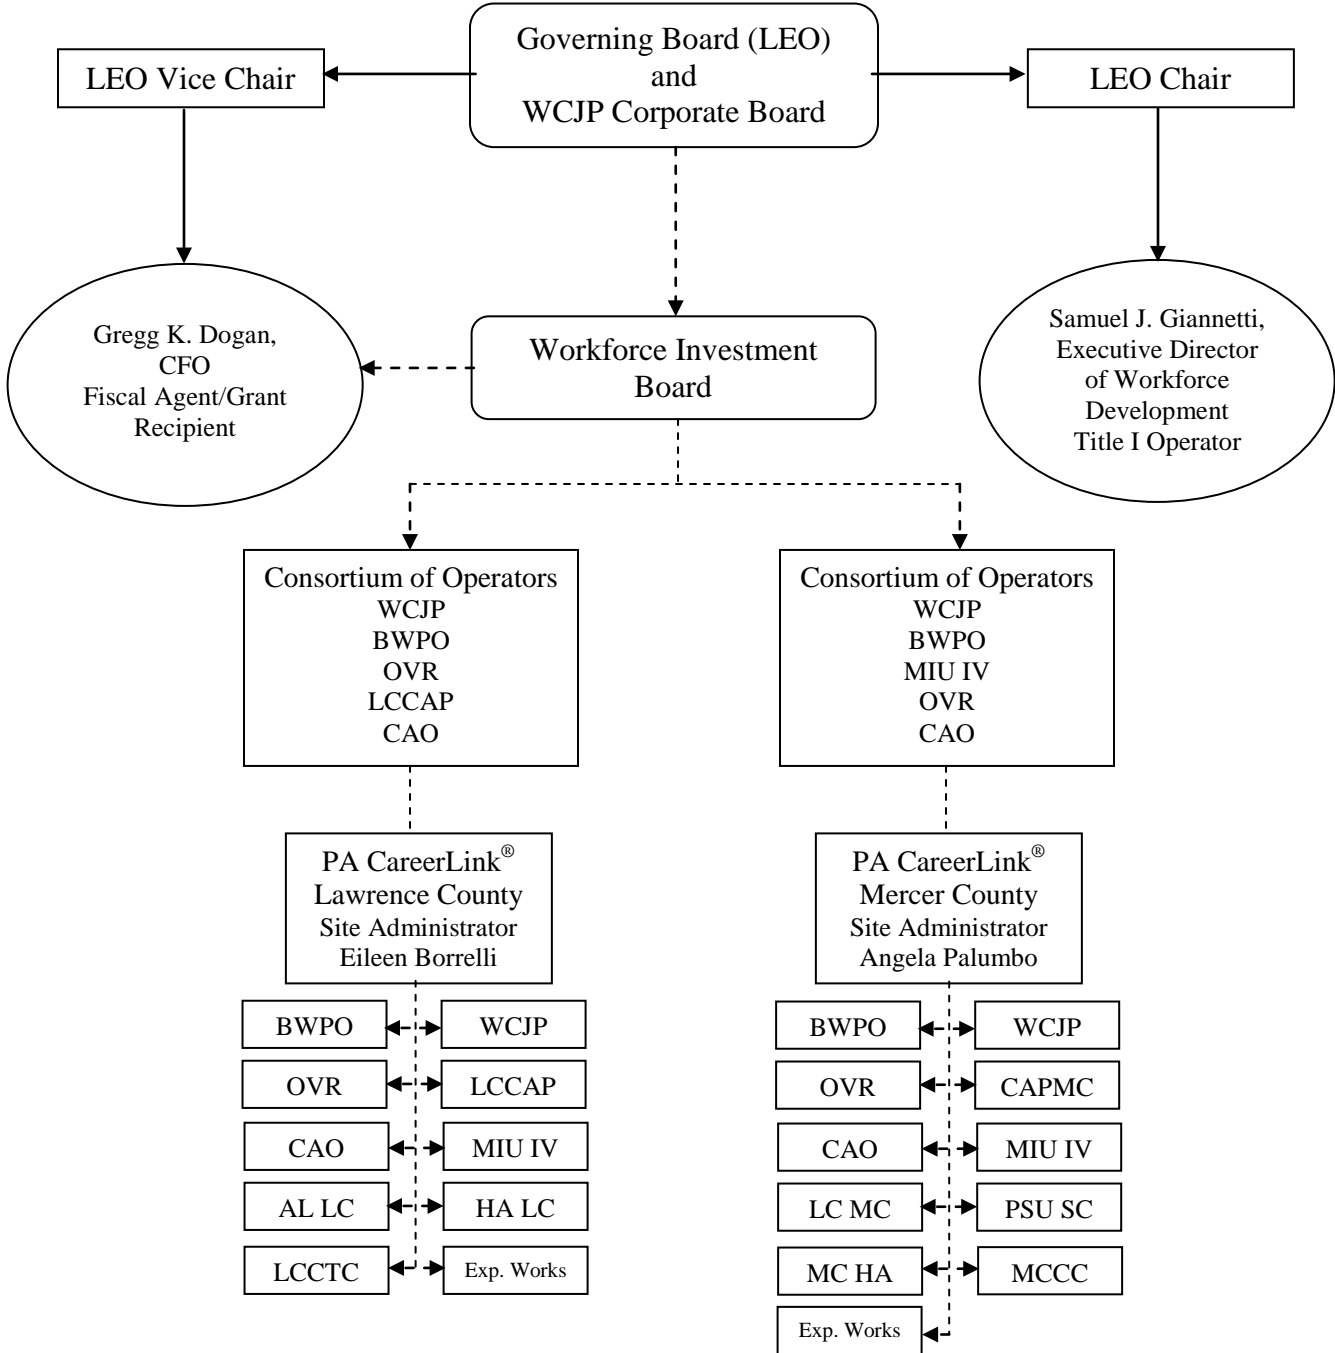 Governing Board (LEO)
and
WCJP Corporate Board
LEO Vice Chair
LEO Chair
Gregg K. Dogan,
CFO
Fiscal Agent/Grant
Recipient
Workforce Investment
Board
Samuel J. Giannetti,
Executive Director
of Workforce
Development
Title I Operator
Consortium of Operators
WCJP
BWPO
OVR
LCCAP
CAO
Consortium of Operators
WCJP
BWPO
MIU IV
OVR
CAO
PA CareerLink®
Lawrence County
Site Administrator
Eileen Borrelli
PA CareerLink®
Mercer County
Site Administrator
Angela Palumbo
BWPO
WCJP
OVR
LCCAP
CAO
MIU IV
AL LC
HA LC
LCCTC
Exp. Works
BWPO
WCJP
OVR
CAPMC
CAO
MIU IV
LC MC
PSU SC
MC HA
MCCC
Exp. Works